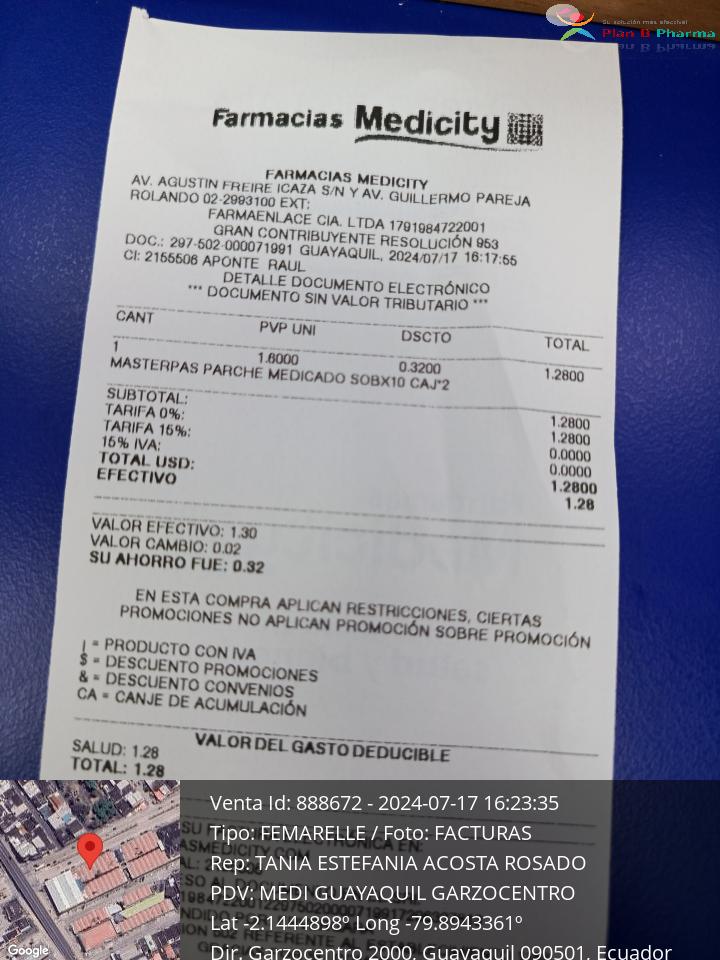 Su solución más efectiva!
Plan B Pharma
Farmacias Medicity
FARMACIAS MEDICITY
AV. AGUSTIN FREIRE ICAZA S/N Y AV. GUILLERMO PAREJA
ROLANDO 02-2993100 EXT:
FARMAENLACE CIA. LTDA 1791984722001
GRAN CONTRIBUYENTE RESOLUCIÓN 953
DOC.: 297-502-000071991 GUAYAQUIL, 2024/07/17 16:17:55
CI: 2155506 APONTE RAUL
DETALLE DOCUMENTO ELECTRÓNICO
*** DOCUMENTO SIN VALOR TRIBUTARIO ***
CANT PVP UNI DSCTO TOTAL
1 1.6000 0.3200 1.2800
MASTERPAS PARCHE MEDICADO SOBX10 CAJ*2
SUBTOTAL: 1.2800
TARIFA 0%: 1.2800
TARIFA 15%: 0.0000
15% IVA: 0.0000
TOTAL USD: 1.2800
EFECTIVO 1.28
VALOR EFECTIVO: 1.30
VALOR CAMBIO: 0.02
SU AHORRO FUE: 0.32
EN ESTA COMPRA APLICAN RESTRICCIONES, CIERTAS
PROMOCIONES NO APLICAN PROMOCIÓN SOBRE PROMOCIÓN
| = PRODUCTO CON IVA
$ = DESCUENTO PROMOCIONES
& = DESCUENTO CONVENIOS
CA = CANJE DE ACUMULACIÓN
VALOR DEL GASTO DEDUCIBLE
SALUD: 1.28
TOTAL: 1.28
Venta Id: 888672 - 2024-07-17 16:23:35
Tipo: FEMARELLE / Foto: FACTURAS
Rep: TANIA ESTEFANIA ACOSTA ROSADO
PDV: MEDI GUAYAQUIL GARZOCENTRO
Lat -2.1444898º Long -79.8943361º
Dir. Garzocentro 2000, Guayaquil 090501, Ecuador
Google